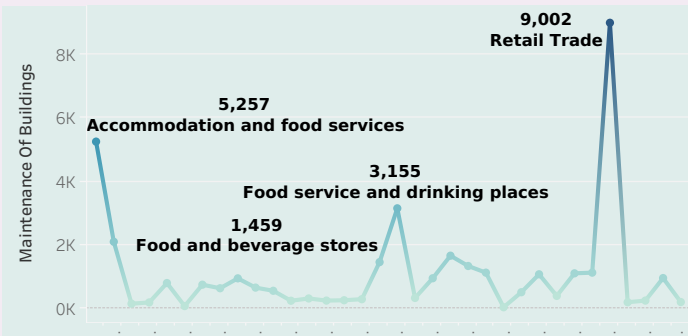 9,002
Retail Trade
8K
5,257
6K
Accommodation and food services
3,155
4K
Food service and drinking places
1,459
Food and beverage stores
2K
0K
Maintenance Of Buildings